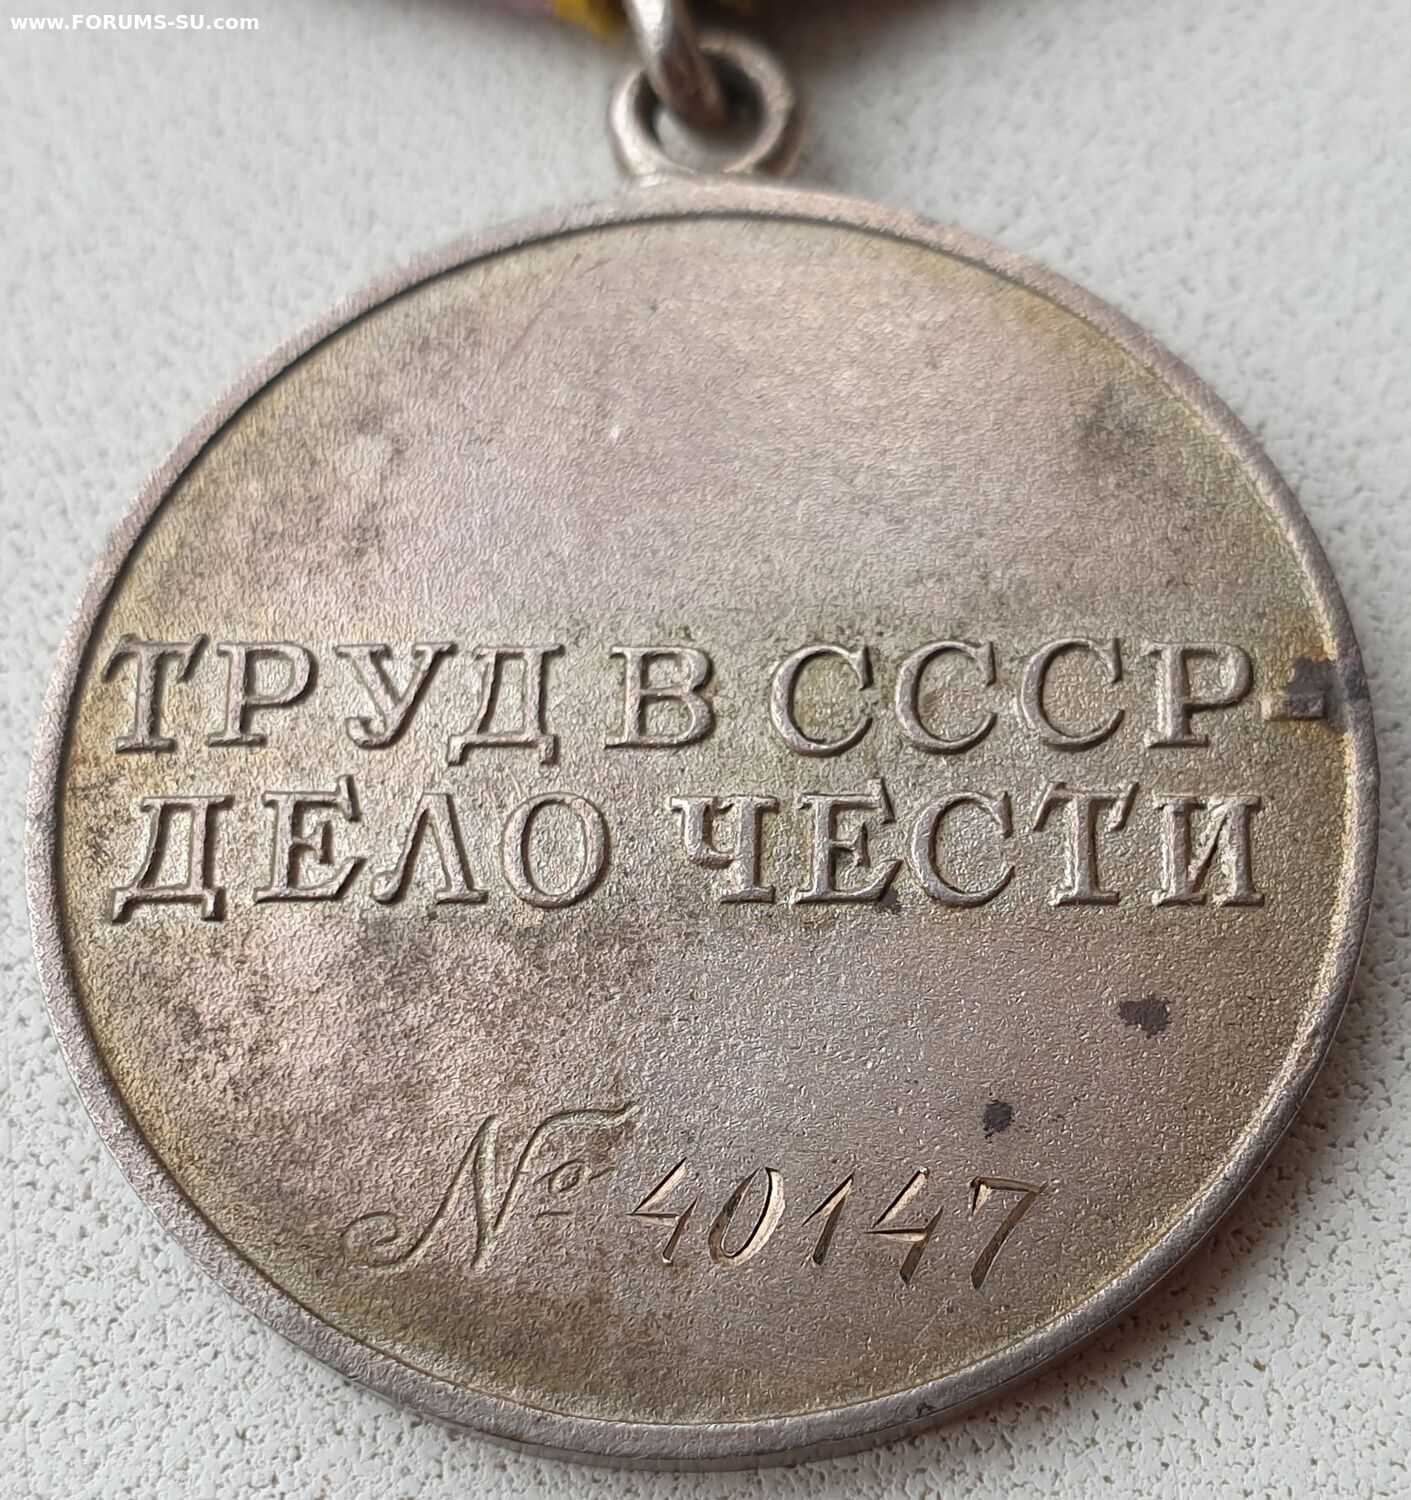 www.FORUMS-SU.com
ТРУД В СССР-
ДЕЛО ЧЕСТИ
№ 40147